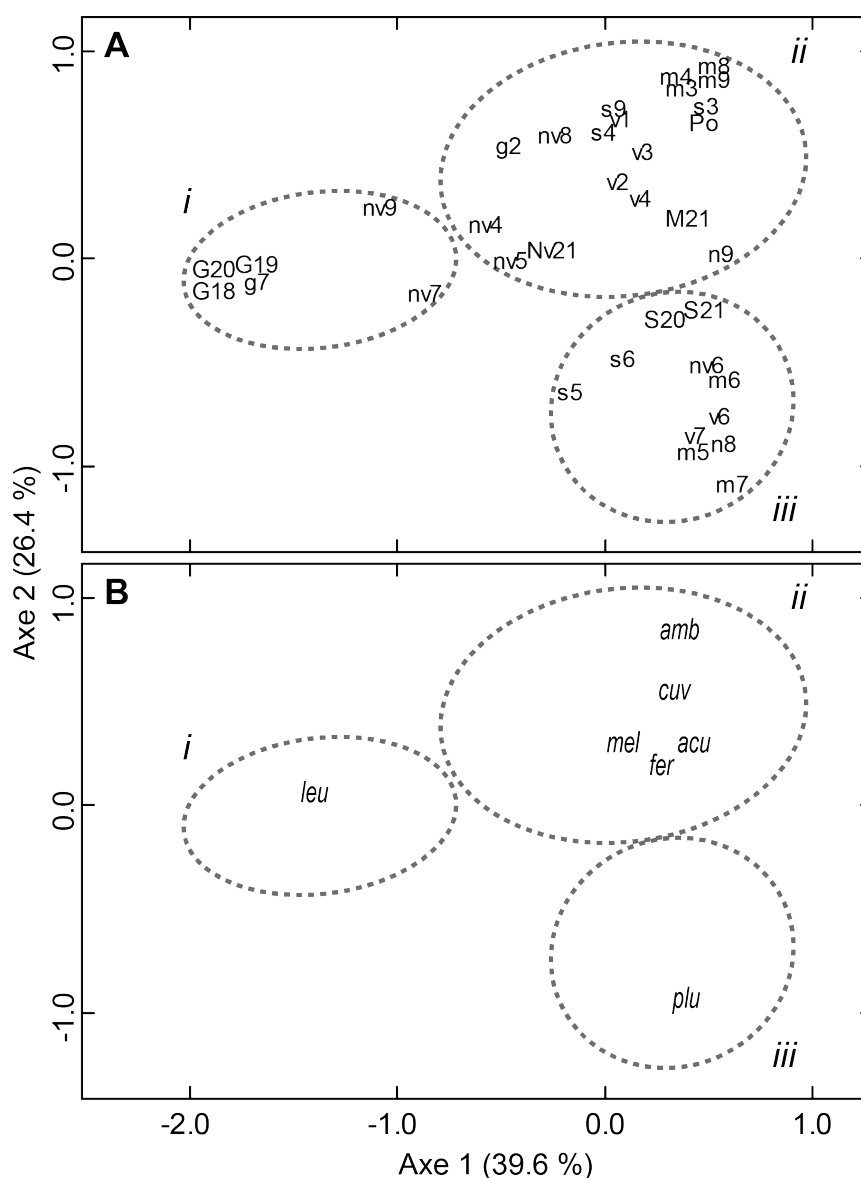 A
ii
1.0
m8
m4
m9
m3
s9
s3
v1
Po
s4
nv8
g2
v3
v2
i
v4
nv9
M21
nv4
Nv21
n9
nv5
0.0
G20
G19
g7
G18
nv7
S21
S20
s6
nv6
m6
s5
v6
v7
n8
m5
-1.0
m7
iii
Axe 2 (26.4 %)
B
ii
1.0
amb
cuv
i
mel
acu
fer
leu
0.0
plu
-1.0
iii
-2.0 -1.0 0.0 1.0
Axe 1 (39.6 %)